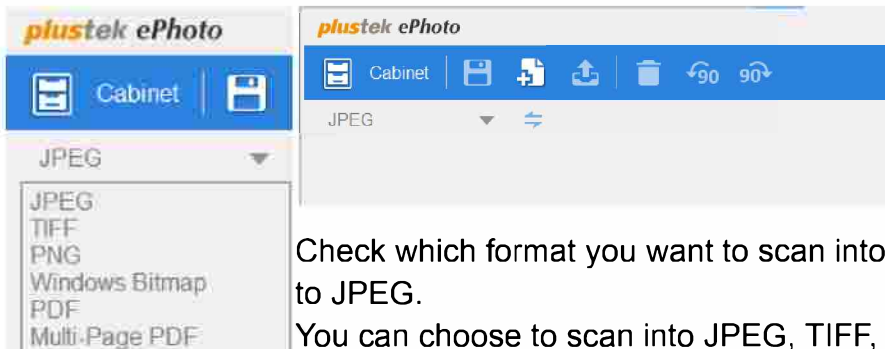 plustek ePhoto
Cabinet
JPEG
JPEG
TIFF
PNG
Windows Bitmap
PDF
Multi-Page PDF
plustek ePhoto
Cabinet
90
90
JPEG
Check which format you want to scan into
to JPEG.
You can choose to scan into JPEG, TIFF,